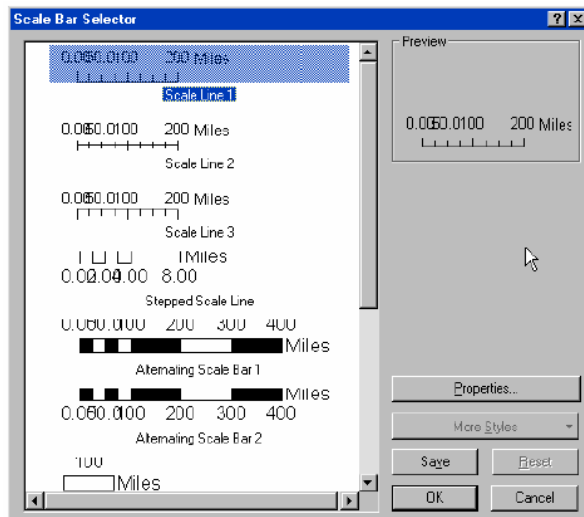 Scale Bar Selector
0.0050.0100 200 Miles
Scale Line 1
0.0050.0100 200 Miles
Scale Line 2
0.0050.0100 200 Miles
Scale Line 3
Miles
0.002.004.00 8.00
Stepped Scale Line
0.0050.0100 200 300 400
Miles
Alternating Scale Bar 1
Miles
0.0050.0100 200 300 400
Alternating Scale Bar 2
100
Miles
Preview
0.0050.0100 200 Miles
Properties...
More Styles
Save Reset
OK Cancel